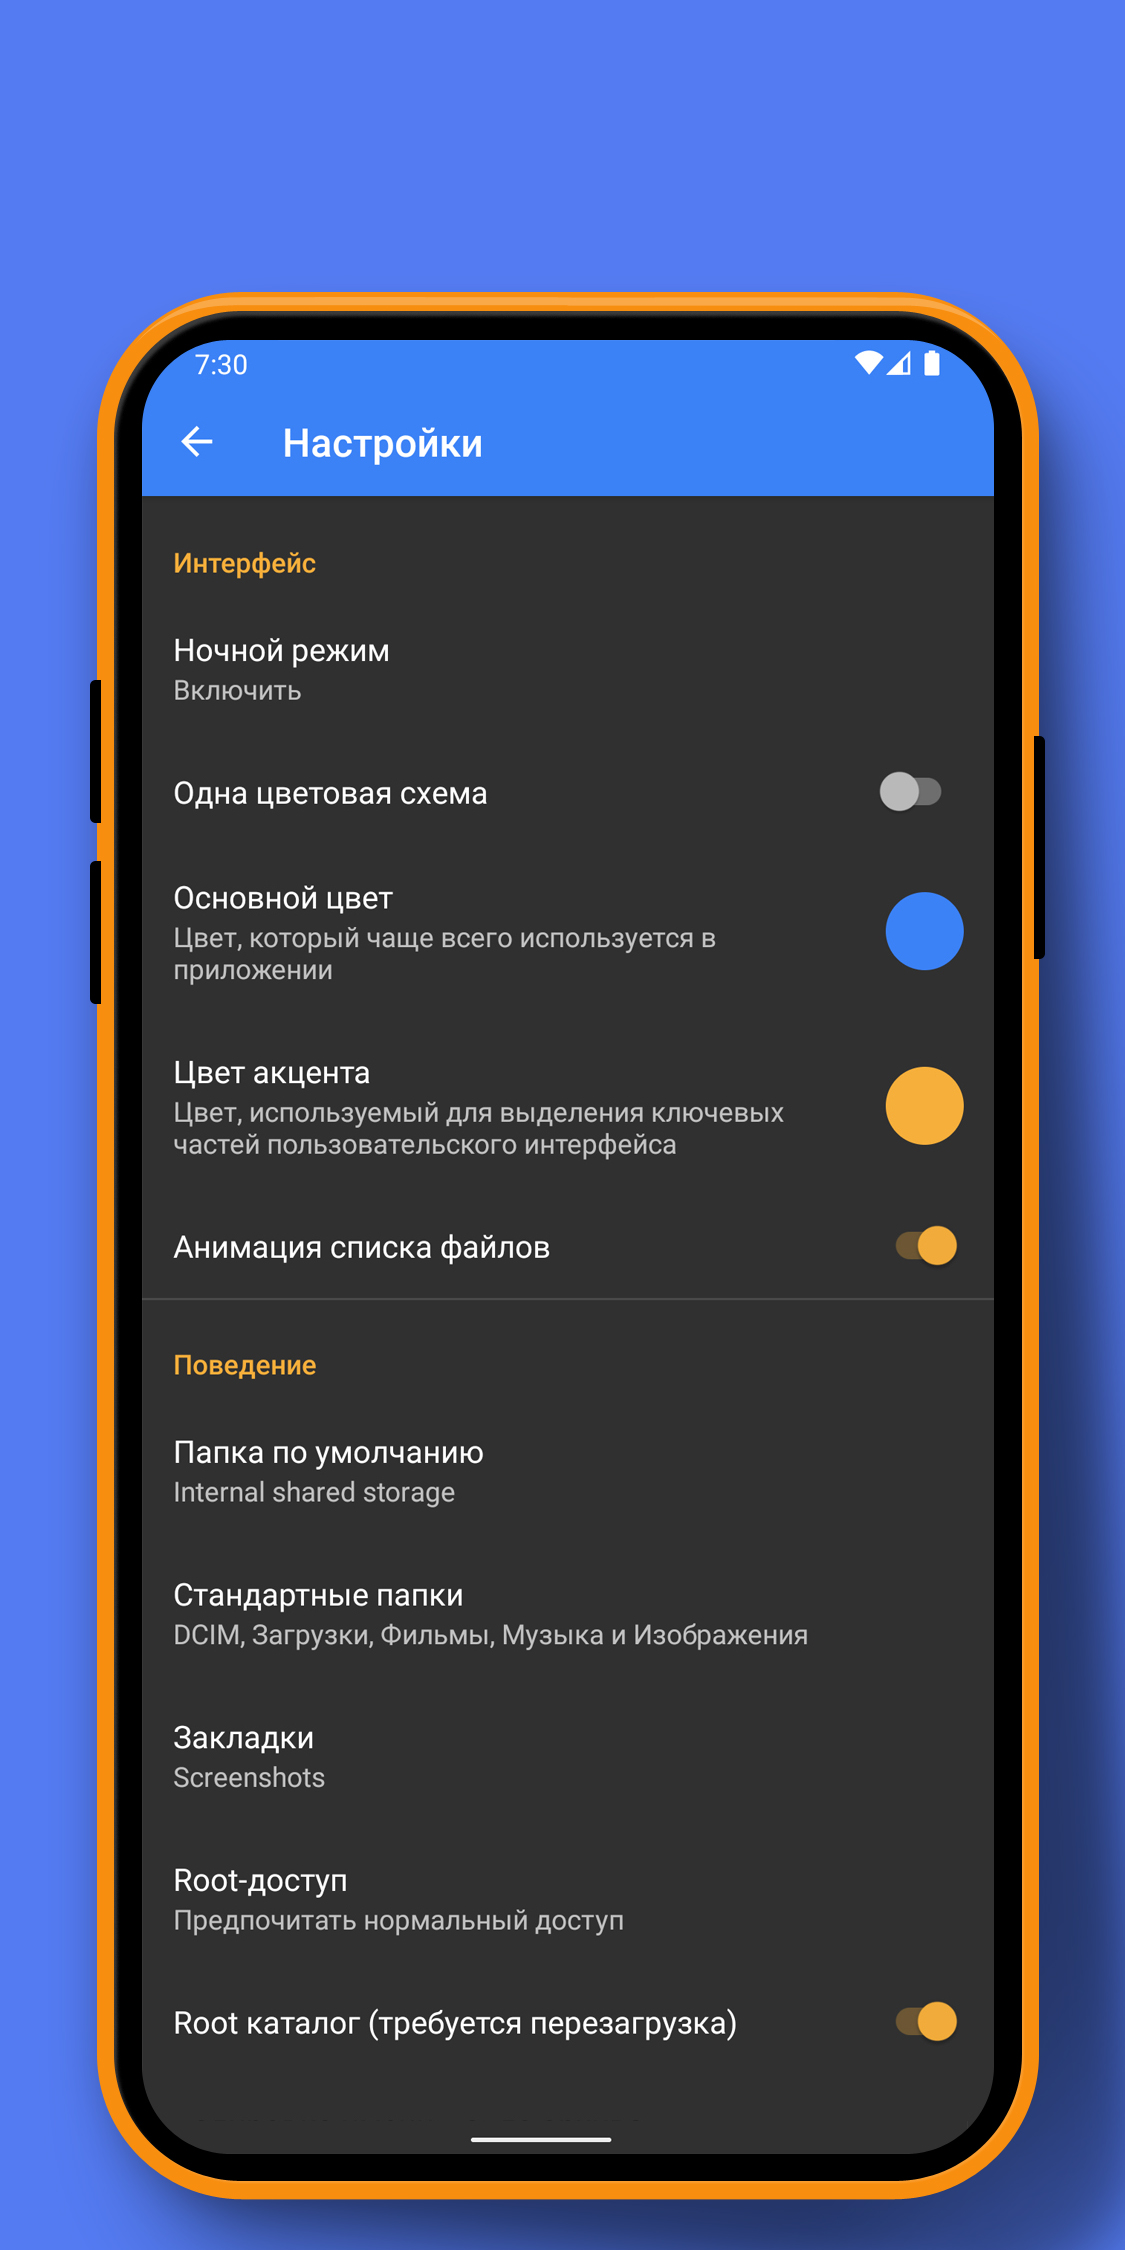 7:30
Настройки
Интерфейс
Ночной режим
Включить
Одна цветовая схема
Основной цвет
Цвет, который чаще всего используется в
приложении
Цвет акцента
Цвет, используемый для выделения ключевых
частей пользовательского интерфейса
Анимация списка файлов
Поведение
Папка по умолчанию
Internal shared storage
Стандартные папки
DCIM, Загрузки, Фильмы, Музыка и Изображения
Закладки
Screenshots
Root-доступ
Предпочитать нормальный доступ
Root каталог (требуется перезагрузка)